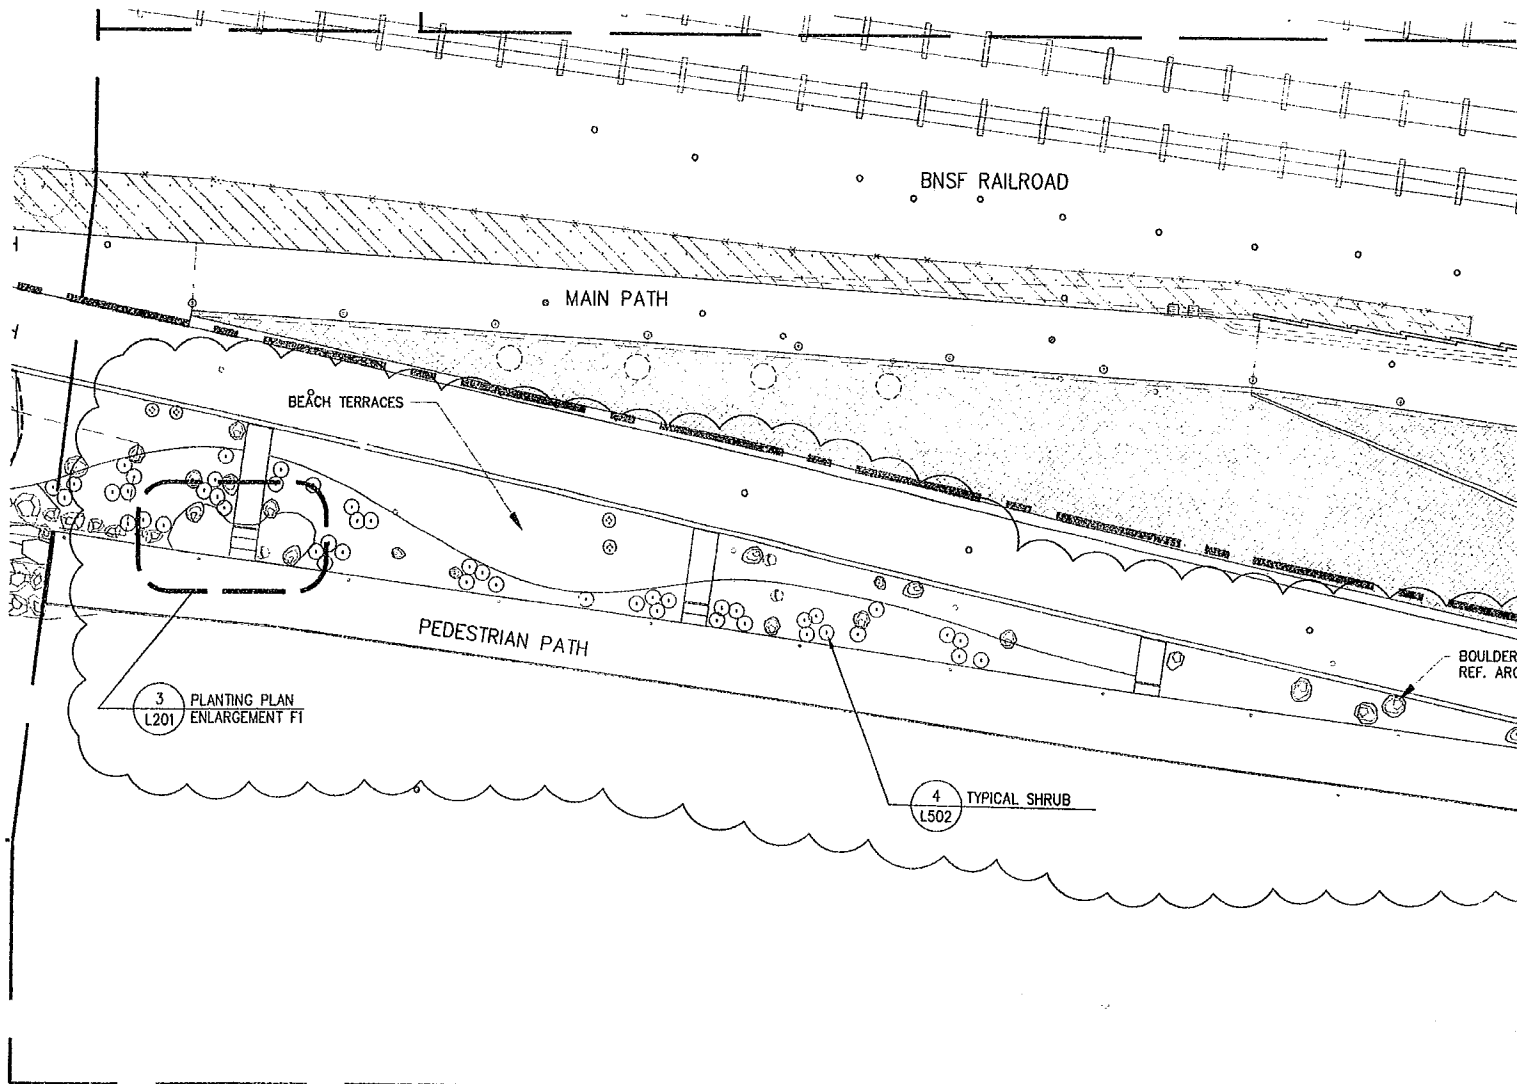 BNSF RAILROAD
MAIN PATH
BEACH TERRACES
PEDESTRIAN PATH
BOULDER
REF.
3
L201
PLANTING PLAN
ENLARGEMENT F1
4
L502
TYPICAL SHRUB